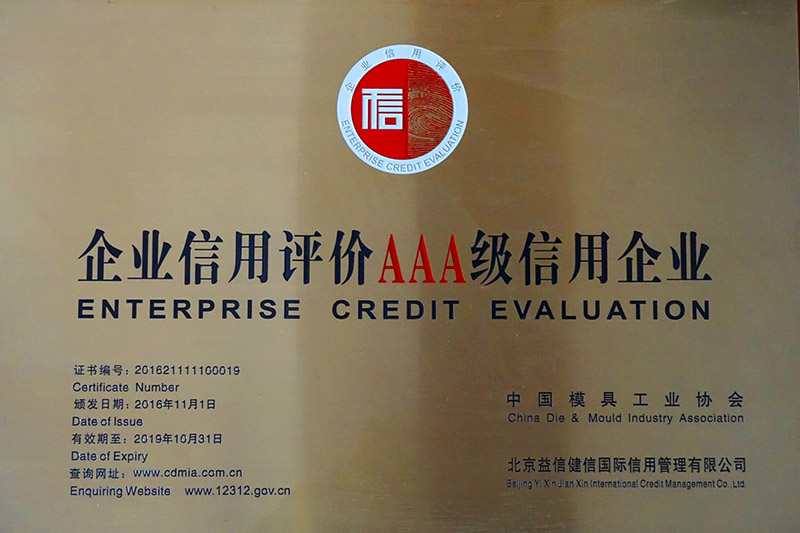 企业信用评价
信
ENTERPRISE CREDIT EVALUATION
企业信用评价AAA级信用企业
ENTERPRISE CREDIT EVALUATION
证书编号：201621111100019
Certificate Number
颁发日期：2016年11月1日
Date of Issue
有效期至：2019年10月31日
Date of Expiry
查询网址：www.cdmia.com.cn
Enquiring Website www.12312.gov.cn
中国模具工业协会
China Die & Mould Industry Association
北京益信健信国际信用管理有限公司
Beijing Yi Xin Jian Xin International Credit Management Co.,Ltd.